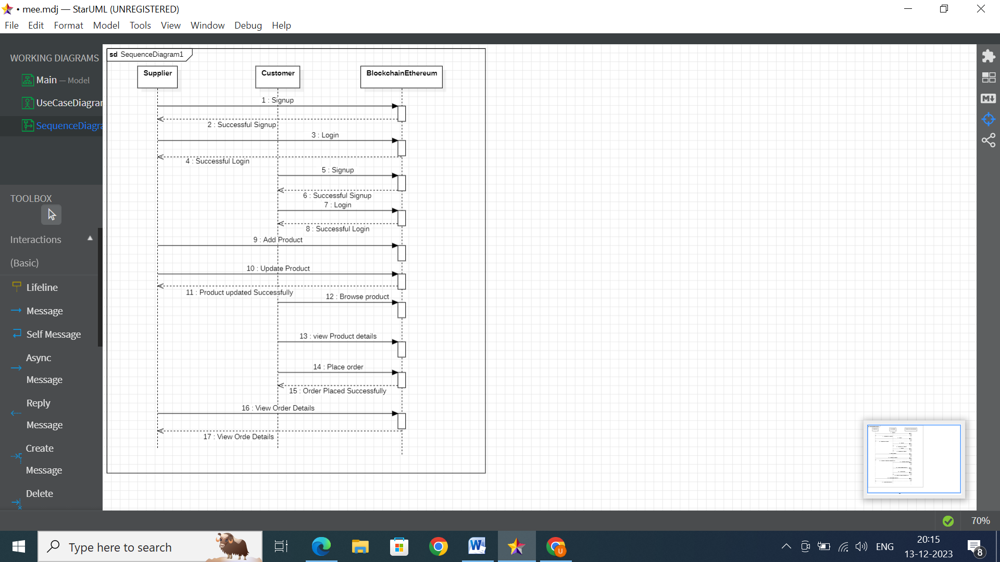 • mee.mdj — StarUML (UNREGISTERED)
File Edit Format Model Tools View Window Debug Help
WORKING DIAGRAMS
Main — Model
UseCaseDiagra
SequenceDiagra
TOOLBOX
Interactions
(Basic)
Lifeline
Message
Self Message
Async
Message
Reply
Message
Create
Message
Delete
sd SequenceDiagram1
Supplier
Customer
BlockchainEthereum
1 : Signup
2 : Successful Signup
3 : Login
4 : Successful Login
5 : Signup
6 : Successful Signup
7 : Login
8 : Successful Login
9 : Add Product
10 : Update Product
11 : Product updated Successfully
12 : Browse product
13 : view Product details
14 : Place order
15 : Order Placed Successfully
16 : View Order Details
17 : View Orde Details
M
70%
Type here to search
W
U
ENG
20:15
13-12-2023
8